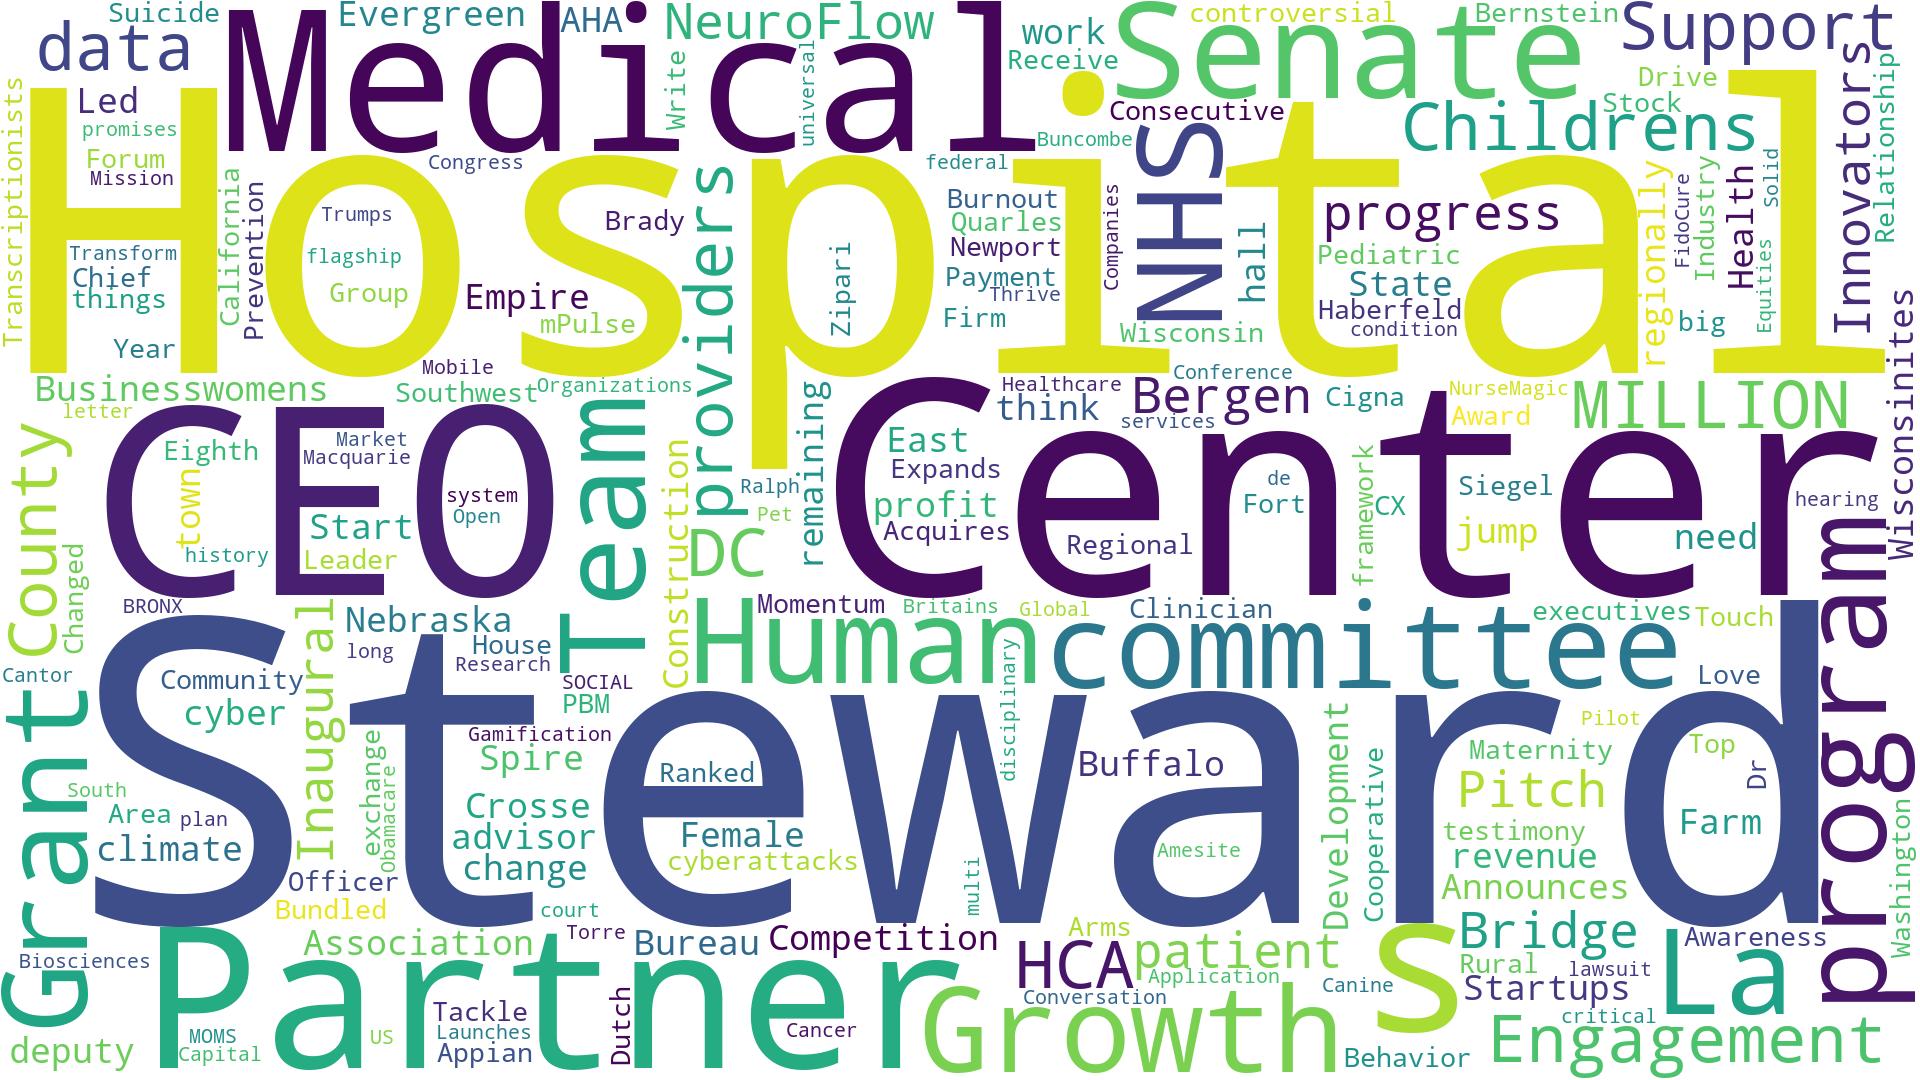 Suicide
Evergreen
AHA
NeuroFlow
work
Receive
Senate
controversial
Bernstein
Support
data
Medical
Write
universal
Consecutive
Buncombe
Childrens
Drive
Stock
Innovators
Relationship
Transcriptionists
Led
promises
Forum
Mission
Hospital
Congress
federal
NHS
California
Prevention
Trumps
flagship
Group
Transform
Chief
things
Year
Brady
Empire
mPulse
providers
Zipari
Burnout
Quarles
Newport
Payment
Thrive
Firm
Companies
Wisconsin
hall
progress
Pediatric
State
Haberfeld
condition
regionally
Industry
FidoCure
Health
Solid
Equities
big
Wisconsinites
Businesswomens
letter
Mobile
Southwest
Organizations
remaining
Healthcare
think
Bergen
Conference
services
Cigna
NurseMagic
Award
MILLION
County
Changed
Eighth
town
history
CEO
Market
Macquarie
Start
Leader
system
Open
Team
Construction
DC
Ralph
Pet
Center
East
Expands
profit
Acquires
Regional
de
Fort
framework
CX
Siegel
jump
need
hearing
program
BRONX
Inaugural
Nebraska
House
long
Research
SOCIAL
PBM
Human
Momentum
Britains
Global
Clinician
committee
executives
Touch
Love
Cantor
Grant
Community
cyber
Steward
South
Area
plan
climate
exchange
Obamacare
Gamification
Spire
Crosse
advisor
change
Ranked
Female
cyberattacks
disciplinary
multi
Buffalo
Amesite
Development
Cooperative
Pilot
Maternity
Top
Pitch
Dr
testimony
revenue
Announces
Farm
Washington
Officer
Bundled
court
Association
Torre
Bureau
Competition
Arms
HCA
patient
s
Bridge
Rural
Awareness
lawsuit
Startups
La
Biosciences
Partner
MOMS
Capital
deputy
US
Tackle
Launches
Appian
Dutch
Cancer
Growth
Conversation
Application
Canine
Behavior
critical
Engagement